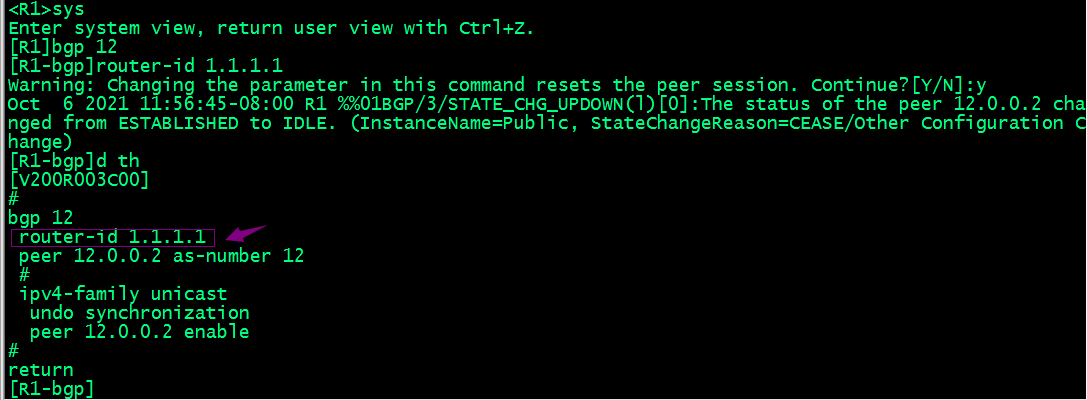 <R1>sys
Enter system view, return user view with Ctrl+Z.
[R1]bgp 12
[R1-bgp]router-id 1.1.1.1
Warning: Changing the parameter in this command resets the peer session. Continue?[Y/N]:y
Oct  6 2021 11:56:45-08:00 R1 %%01BGP/3/STATE_CHG_UPDOWN(l)[0]:The status of the peer 12.0.0.2 cha
nged from ESTABLISHED to IDLE. (InstanceName=Public, StateChangeReason=CEASE/Other Configuration C
hange)
[R1-bgp]d th
[V200R003C00]
#
bgp 12
 router-id 1.1.1.1
 peer 12.0.0.2 as-number 12
 #
 ipv4-family unicast
  undo synchronization
  peer 12.0.0.2 enable
#
return
[R1-bgp]